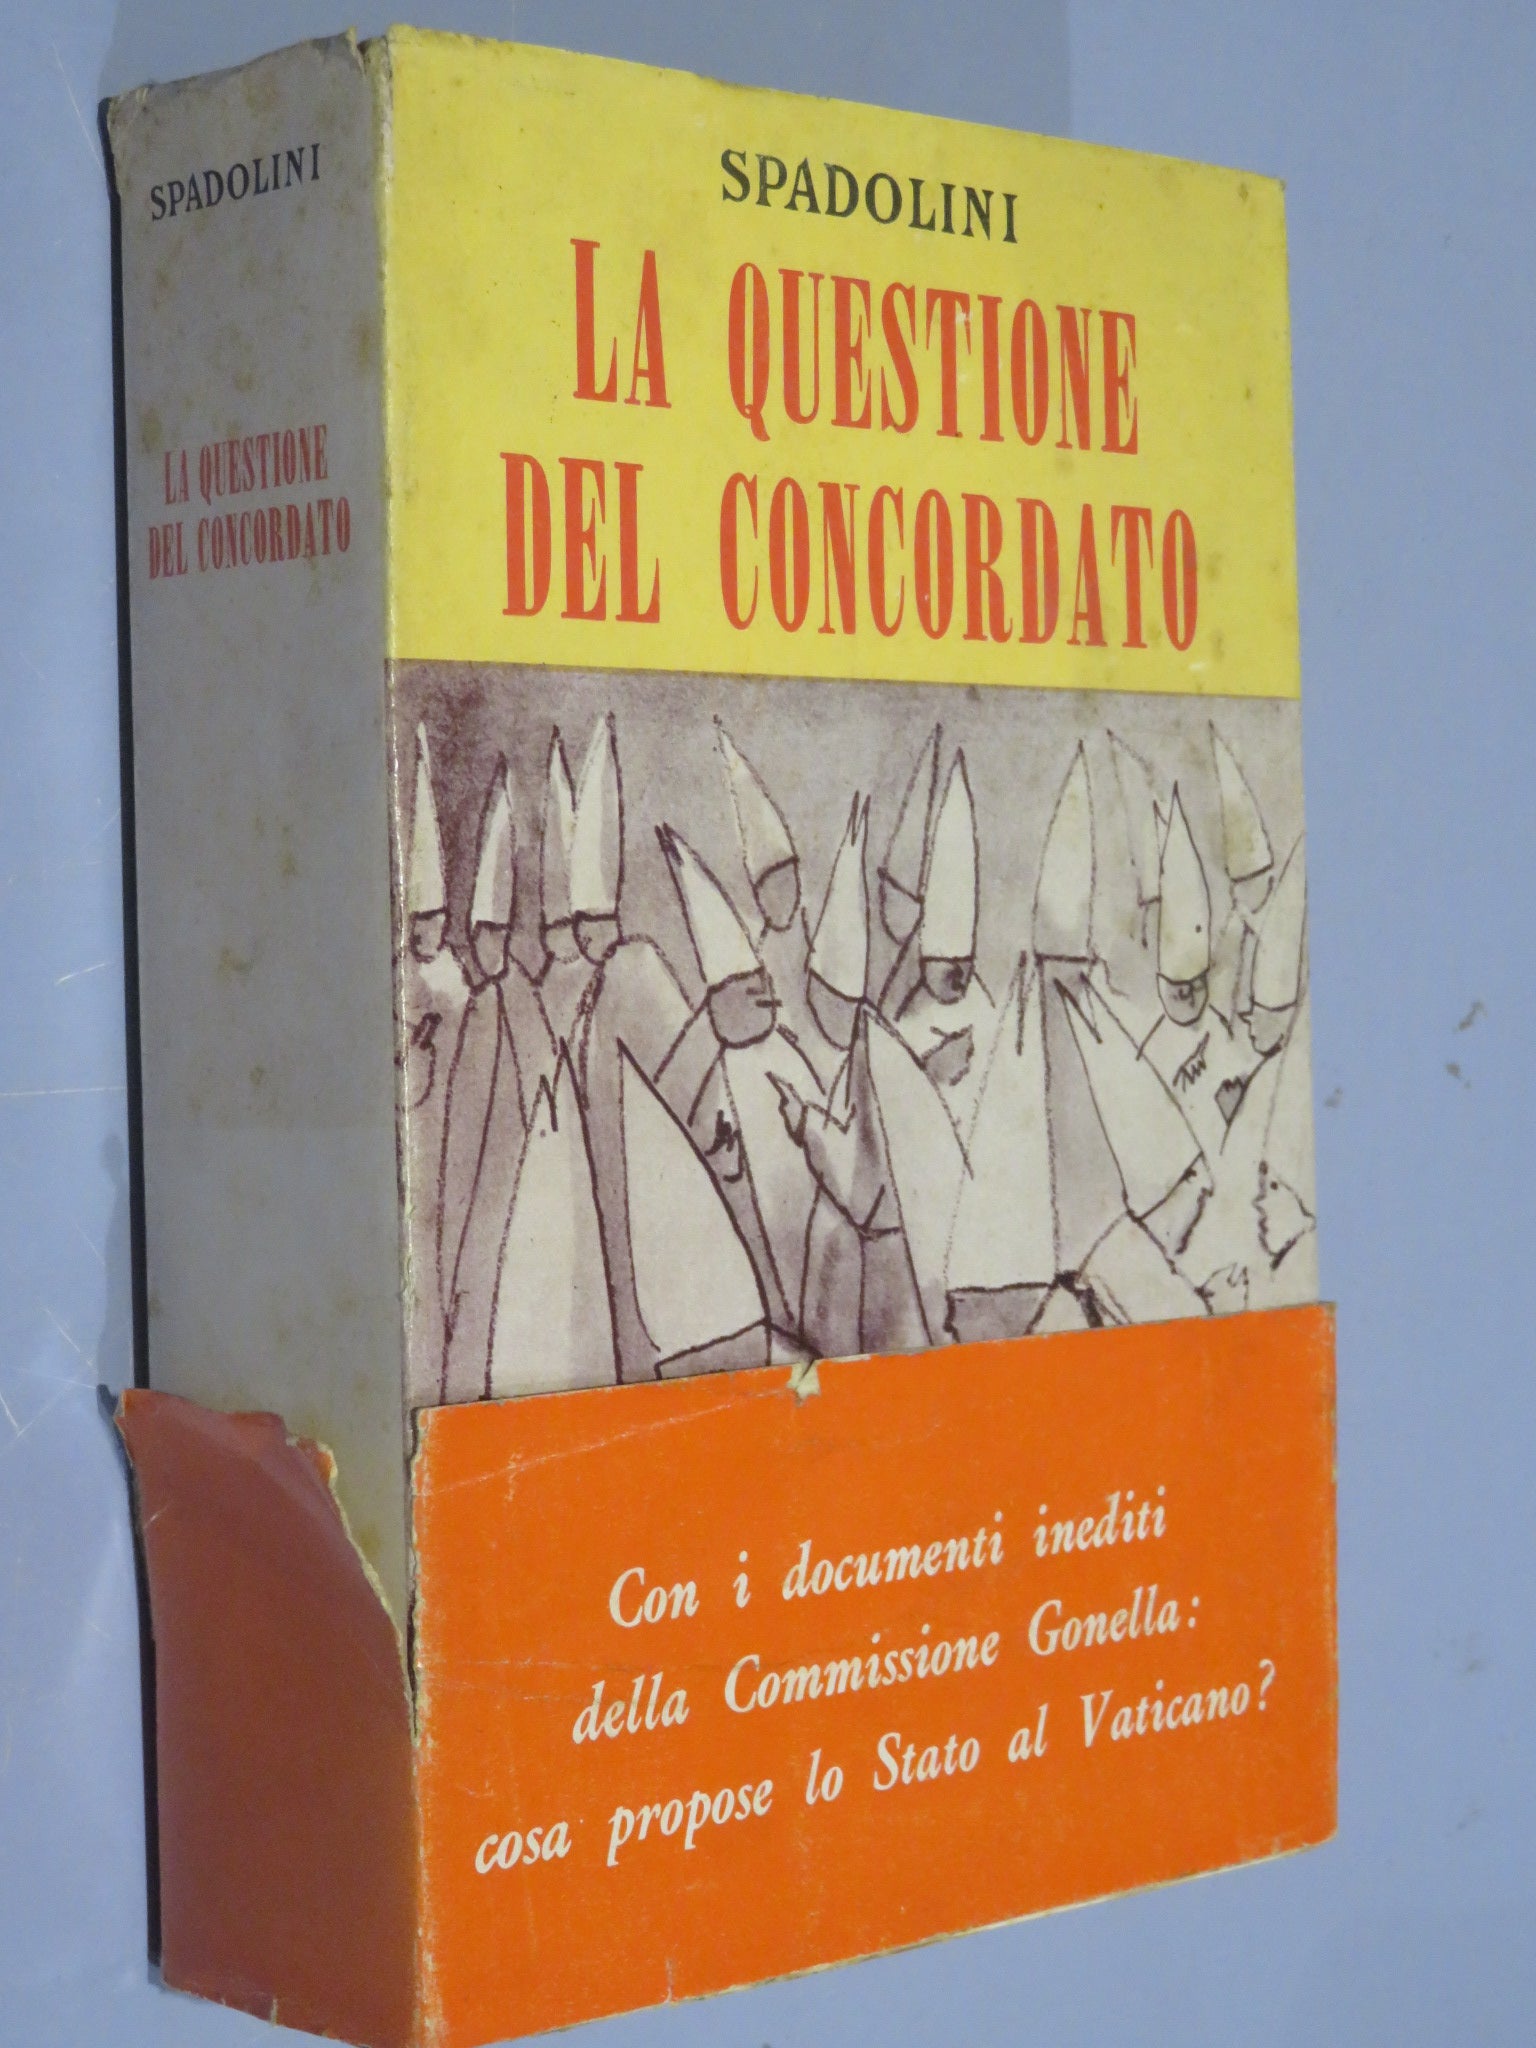 SPADOLINI
LA QUESTIONE
DEL CONCORDATO
SPADOLINI
LA QUESTIONE
DEL CONCORDATO
Con i documenti inediti
della Commissione Gonella:
cosa propose lo Stato al Vaticano?